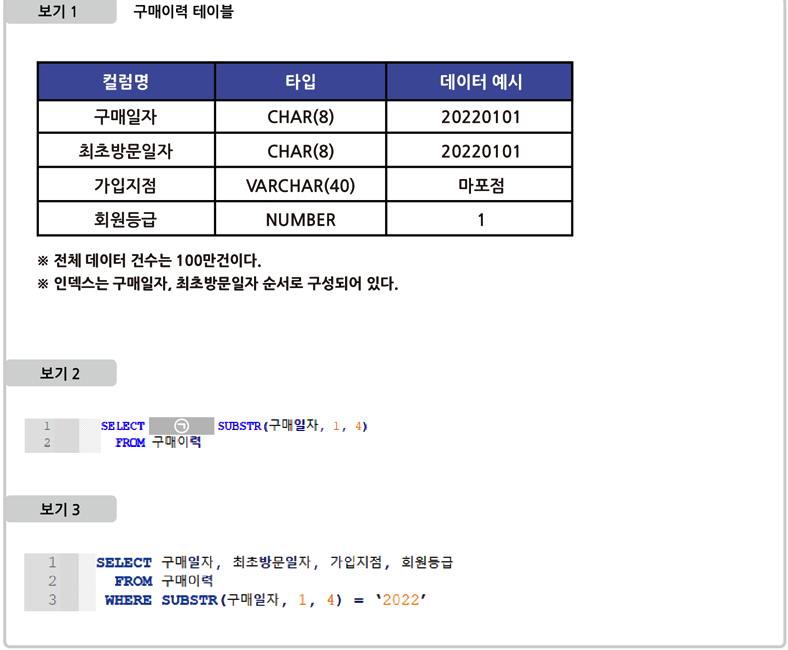 보기 1 구매이력 테이블
컬럼명 타입 데이터 예시
구매일자 CHAR(8) 20220101
최초방문일자 CHAR(8) 20220101
가입지점 VARCHAR(40) 마포점
회원등급 NUMBER 1
※ 전체 데이터 건수는 100만건이다.
※ 인덱스는 구매일자, 최초방문일자 순서로 구성되어 있다.
보기 2
1 SELECT ㉠ SUBSTR(구매일자, 1, 4)
2 FROM 구매이력
보기 3
1 SELECT 구매일자, 최초방문일자, 가입지점, 회원등급
2 FROM 구매이력
3 WHERE SUBSTR(구매일자, 1, 4) = ‘2022’